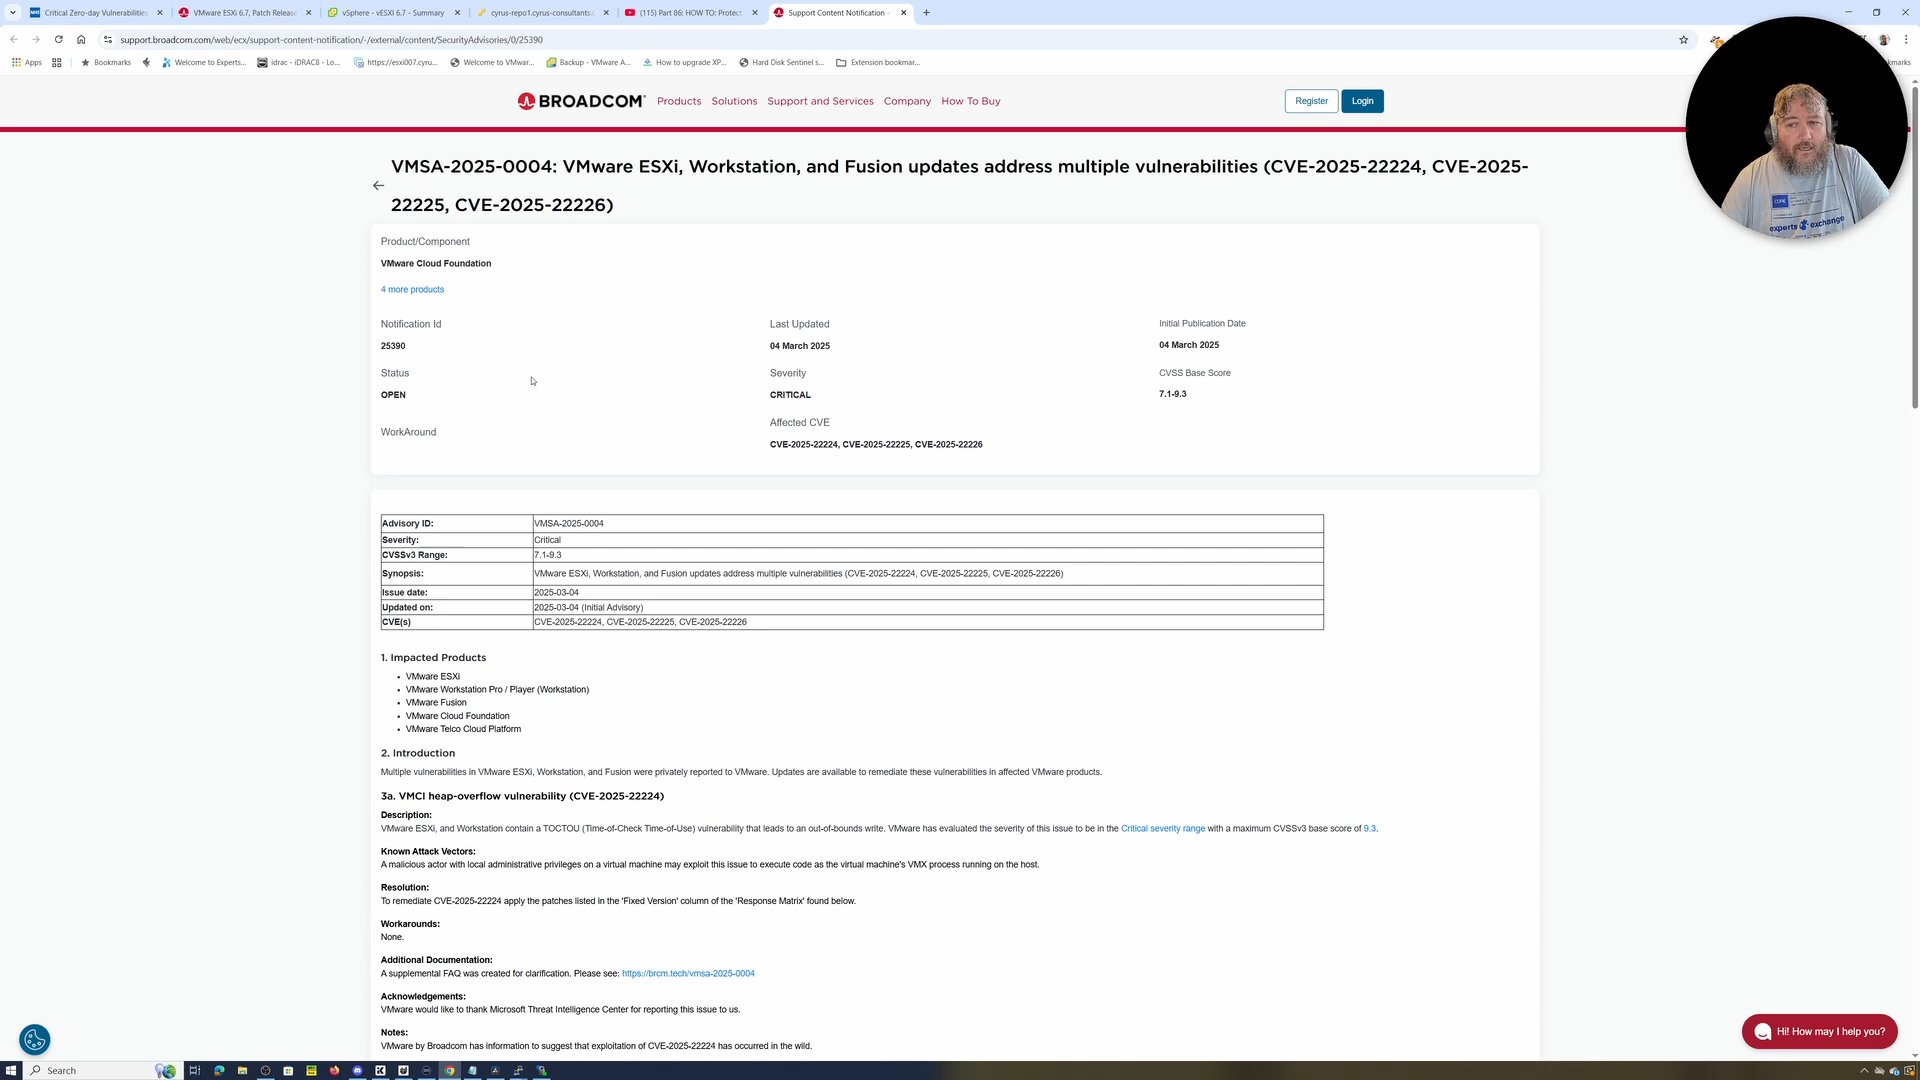 Critical Zero-day Vulnerabilities
VMware ESXi 6.7, Patch Releas
vSphere - vESXI 6.7 - Summary
cyrus-repo1.cyrus-consultants.c
(115) Part 86: HOW TO: Protect
Support Content Notification -
support.broadcom.com/web/ecx/support-content-notification/-/external/content/SecurityAdvisories/0/25390
Apps
Bookmarks
Welcome to Experts...
idrac - iDRAC8 - Lo...
https://esxi007.cyru...
Welcome to VMwar...
Backup - VMware A...
How to upgrade XP...
Hard Disk Sentinel s...
Extension bookmar...
kmarks
BROADCOM
Products
Solutions
Support and Services
Company
How To Buy
Register
Login
VMSA-2025-0004: VMware ESXi, Workstation, and Fusion updates address multiple vulnerabilities (CVE-2025-22224, CVE-2025-
22225, CVE-2025-22226)
Product/Component
VMware Cloud Foundation
4 more products
Notification Id
Last Updated
Initial Publication Date
25390
04 March 2025
04 March 2025
Status
Severity
CVSS Base Score
OPEN
CRITICAL
7.1-9.3
WorkAround
Affected CVE
CVE-2025-22224, CVE-2025-22225, CVE-2025-22226
Advisory ID: VMSA-2025-0004
Severity: Critical
CVSSv3 Range: 7.1-9.3
Synopsis: VMware ESXi, Workstation, and Fusion updates address multiple vulnerabilities (CVE-2025-22224, CVE-2025-22225, CVE-2025-22226)
Issue date: 2025-03-04
Updated on: 2025-03-04 (Initial Advisory)
CVE(s) CVE-2025-22224, CVE-2025-22225, CVE-2025-22226
1. Impacted Products
• VMware ESXi
• VMware Workstation Pro / Player (Workstation)
• VMware Fusion
• VMware Cloud Foundation
• VMware Telco Cloud Platform
2. Introduction
Multiple vulnerabilities in VMware ESXi, Workstation, and Fusion were privately reported to VMware. Updates are available to remediate these vulnerabilities in affected VMware products.
3a. VMCI heap-overflow vulnerability (CVE-2025-22224)
Description:
VMware ESXi, and Workstation contain a TOCTOU (Time-of-Check Time-of-Use) vulnerability that leads to an out-of-bounds write. VMware has evaluated the severity of this issue to be in the Critical severity range with a maximum CVSSv3 base score of 9.3.
Known Attack Vectors:
A malicious actor with local administrative privileges on a virtual machine may exploit this issue to execute code as the virtual machine's VMX process running on the host.
Resolution:
To remediate CVE-2025-22224 apply the patches listed in the 'Fixed Version' column of the 'Response Matrix' found below.
Workarounds:
None.
Additional Documentation:
A supplemental FAQ was created for clarification. Please see: https://brcm.tech/vmsa-2025-0004
Acknowledgements:
VMware would like to thank Microsoft Threat Intelligence Center for reporting this issue to us.
Notes:
VMware by Broadcom has information to suggest that exploitation of CVE-2025-22224 has occurred in the wild.
CORE
experts exchange
Hi! How may I help you?
Search